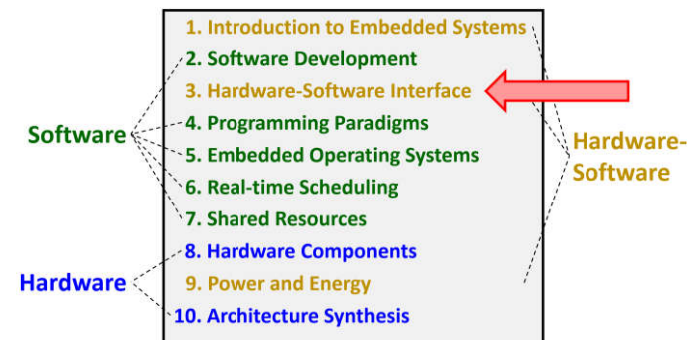 1. Introduction to Embedded Systems
2. Software Development
3. Hardware-Software Interface
4. Programming Paradigms
5. Embedded Operating Systems
6. Real-time Scheduling
7. Shared Resources
8. Hardware Components
9. Power and Energy
10. Architecture Synthesis
Software
Hardware
Hardware-
Software